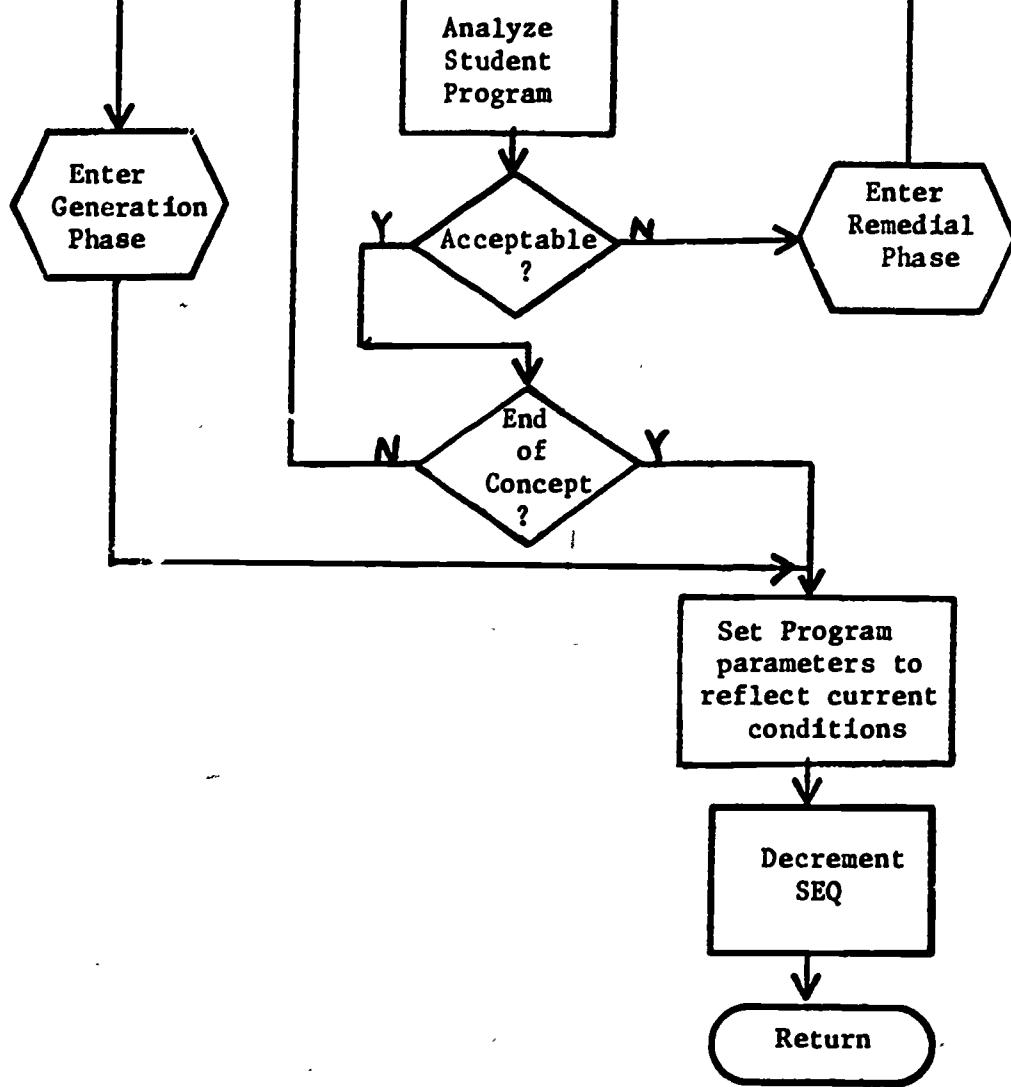 Analyze
Student
Program
Enter
Generation
Phase
Y
Acceptable
?
N
Enter
Remedial
Phase
N
End
of
Concept
?
Y
Set Program
parameters to
reflect current
conditions
Decrement
SEQ
Return